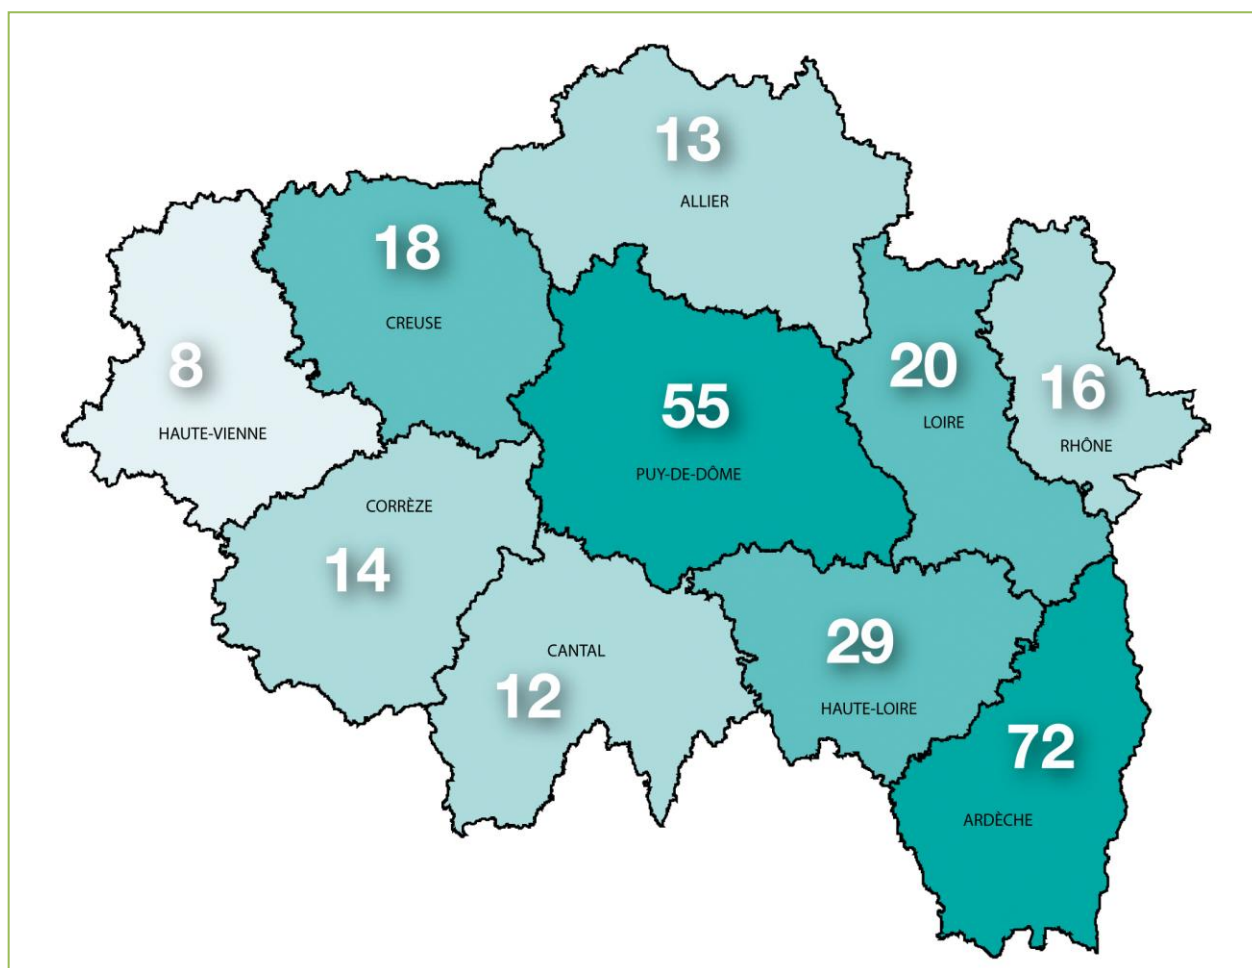 13
ALLIER
18
CREUSE
8
HAUTE-VIENNE
55
PUY-DE-DÔME
20
LOIRE
16
RHÔNE
CORRÈZE
14
CANTAL
12
29
HAUTE-LOIRE
72
ARDÈCHE